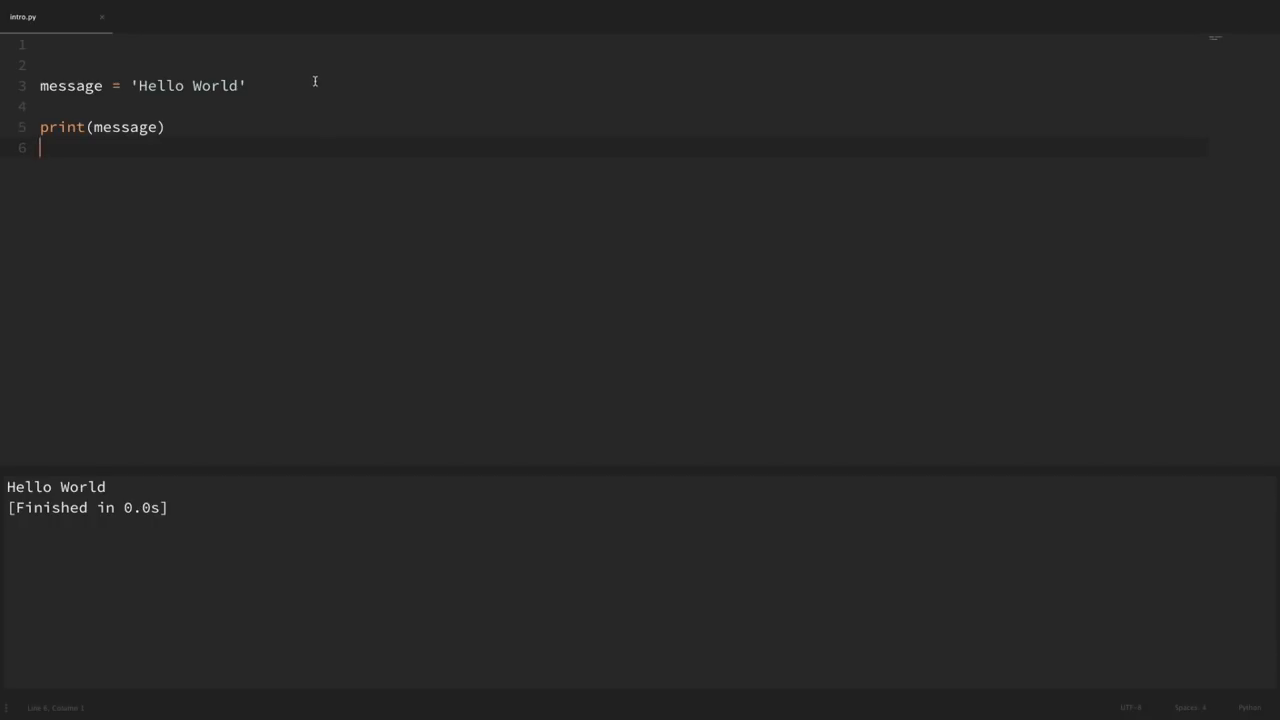 intro.py ×
1
2
3 message = 'Hello World'
4
5 print(message)
6
Hello World
[Finished in 0.0s]
Line 6, Column 1 UTF-8 Spaces: 4 Python